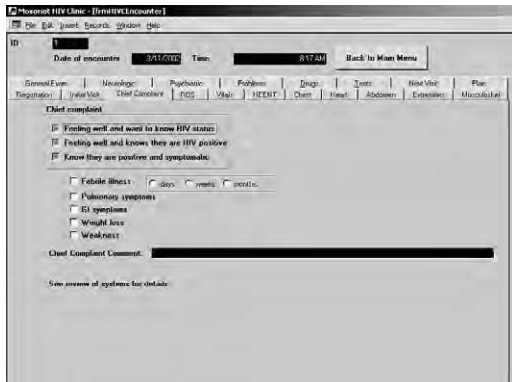 Mosoriot HIV Clinic - [frmHIVCEncounter]
File Edit Insert Records Window Help
ID 1
Date of encounter 3/11/2002 Time 8:17 AM Back to Main Menu
General Exam Neurologic Psychiatric Problems Drugs Tests Next Visit Plan
Registration Initial Visit Chief Complaint ROS Vitals HEENT Chest Heart Abdomen Extremities Musculoskel
Chief complaint
Feeling well and want to know HIV status
Feeling well and knows they are HIV positive
Know they are positive and symptomatic
Febrile illness days weeks months
Pulmonary symptoms
GI symptoms
Weight loss
Weakness
Chief Complaint Comment:
See review of systems for details